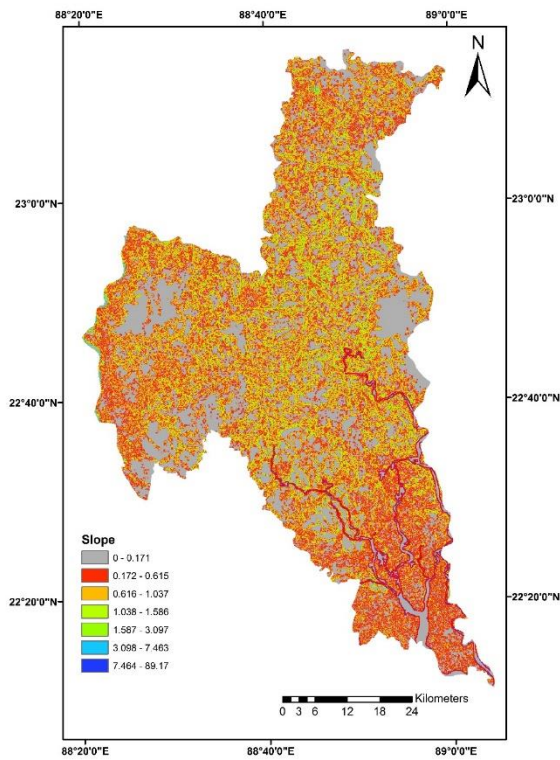 88°20'0"E 88°40'0"E 89°0'0"E
N
23°0'0"N 23°0'0"N
22°40'0"N 22°40'0"N
Slope
0 - 0.171
0.172 - 0.615
0.616 - 1.037
1.038 - 1.586
1.587 - 3.097
3.098 - 7.463
7.464 - 89.17
22°20'0"N 22°20'0"N
Kilometers
0 3 6 12 18 24
88°20'0"E 88°40'0"E 89°0'0"E